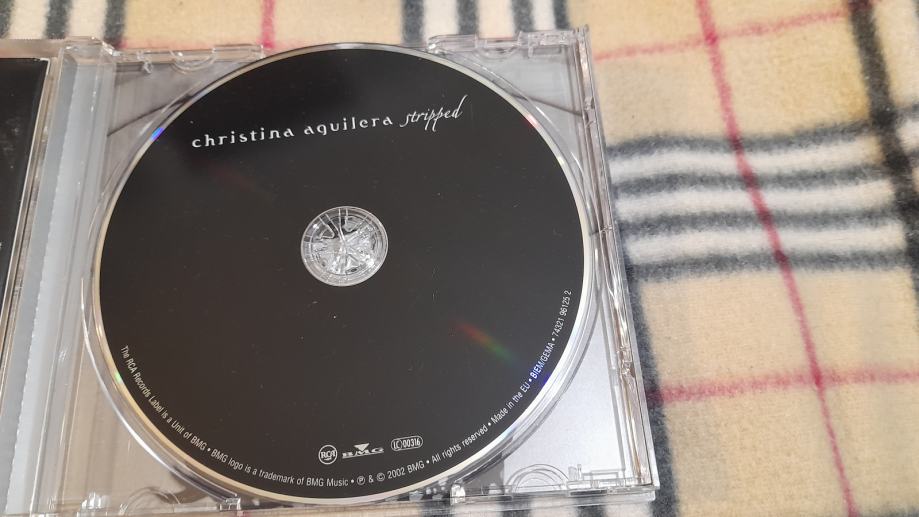 christina aguilera stripped
RCA BMG LC 00316
The RCA Records Label is a Unit of BMG • BMG logo is a trademark of BMG Music • ℗ & © 2002 BMG • All rights reserved • Made in the EU • BIEM/GEMA • 74321 96125 2